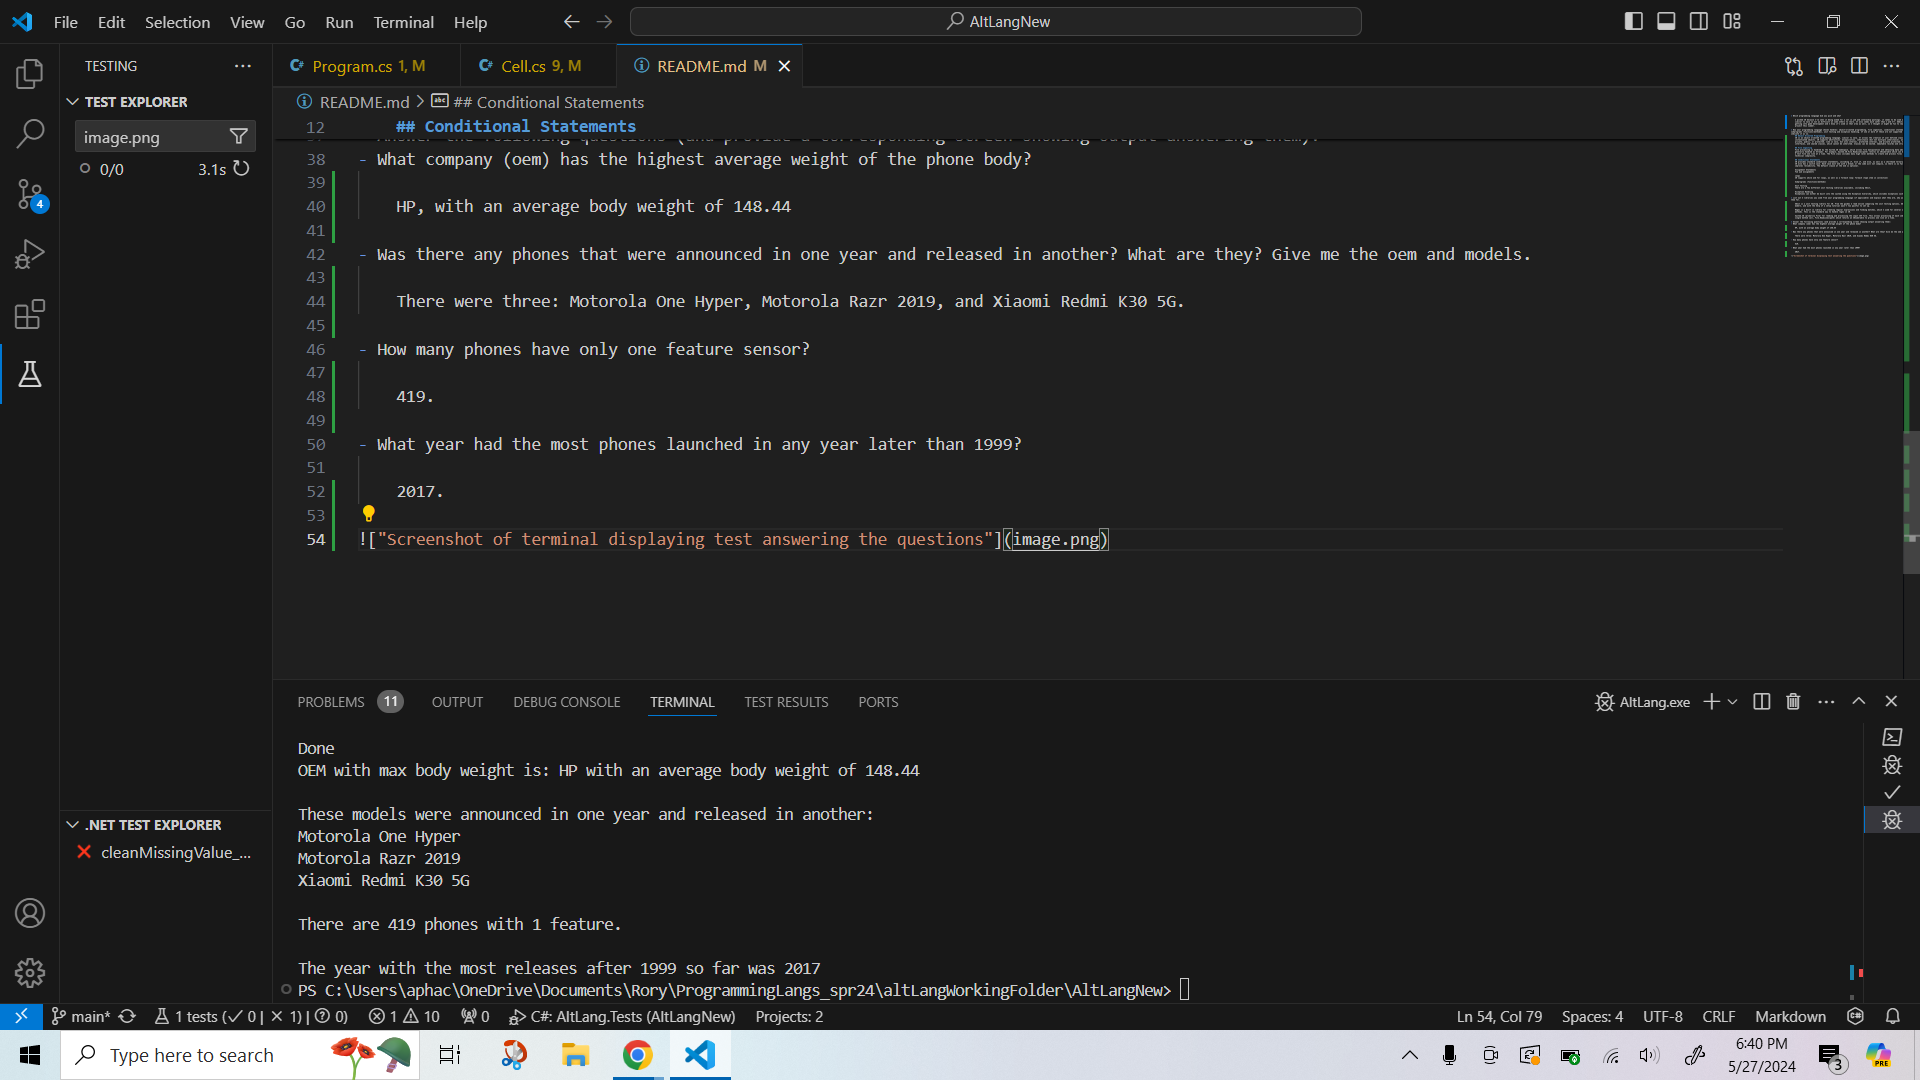 File Edit Selection View Go Run Terminal Help
AltLangNew
TESTING
TEST EXPLORER
image.png
0/0 3.1s
4
Program.cs 1, M
Cell.cs 9, M
README.md M
README.md > ## Conditional Statements
12 ## Conditional Statements
38 - What company (oem) has the highest average weight of the phone body?
39
40 HP, with an average body weight of 148.44
41
42 - Was there any phones that were announced in one year and released in another? What are they? Give me the oem and models.
43
44 There were three: Motorola One Hyper, Motorola Razr 2019, and Xiaomi Redmi K30 5G.
45
46 - How many phones have only one feature sensor?
47
48 419.
49
50 - What year had the most phones launched in any year later than 1999?
51
52 2017.
53
54 !["Screenshot of terminal displaying test answering the questions"](image.png)
.NET TEST EXPLORER
cleanMissingValue_...
PROBLEMS 11 OUTPUT DEBUG CONSOLE TERMINAL TEST RESULTS PORTS
AltLang.exe
Done
OEM with max body weight is: HP with an average body weight of 148.44
These models were announced in one year and released in another:
Motorola One Hyper
Motorola Razr 2019
Xiaomi Redmi K30 5G
There are 419 phones with 1 feature.
The year with the most releases after 1999 so far was 2017
PS C:\Users\aphac\OneDrive\Documents\Rory\ProgrammingLangs_spr24\altLangWorkingFolder\AltLangNew>
main* 1 tests (✓ 0 | × 1) | ? 0) 1 10 0 C#: AltLang.Tests (AltLangNew) Projects: 2
Ln 54, Col 79 Spaces: 4 UTF-8 CRLF Markdown
Type here to search
6:40 PM
5/27/2024
3
PRE